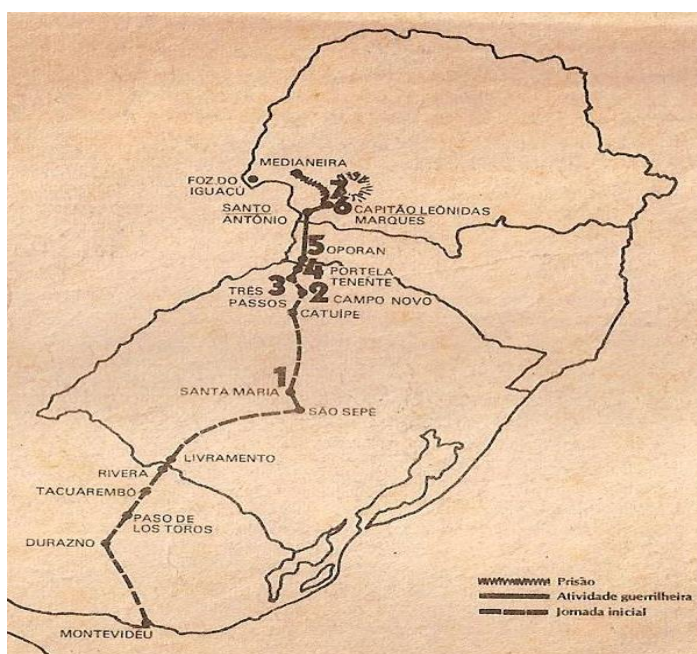 MEDIANEIRA
FOZ DO
IGUAÇÚ
7
SANTO
ANTÔNIO
6
CAPITÃO LEÔNIDAS
MARQUES
5
OPORAN
4
PORTELA
TENENTE
3
TRÊS
PASSOS
2
CAMPO NOVO
CATUÍPE
1
SANTA MARIA
SÃO SEPÉ
LIVRAMENTO
RIVERA
TACUAREMBÓ
PASO DE
LOS TOROS
DURAZNO
MONTEVIDÉU
Prisão
Atividade guerrilheira
Jornada inicial